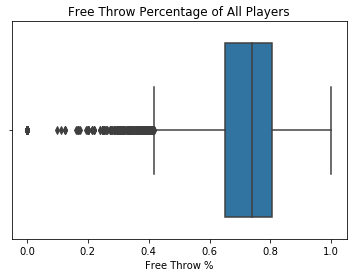 Free Throw Percentage of All Players
0.0 0.2 0.4 0.6 0.8 1.0
Free Throw %